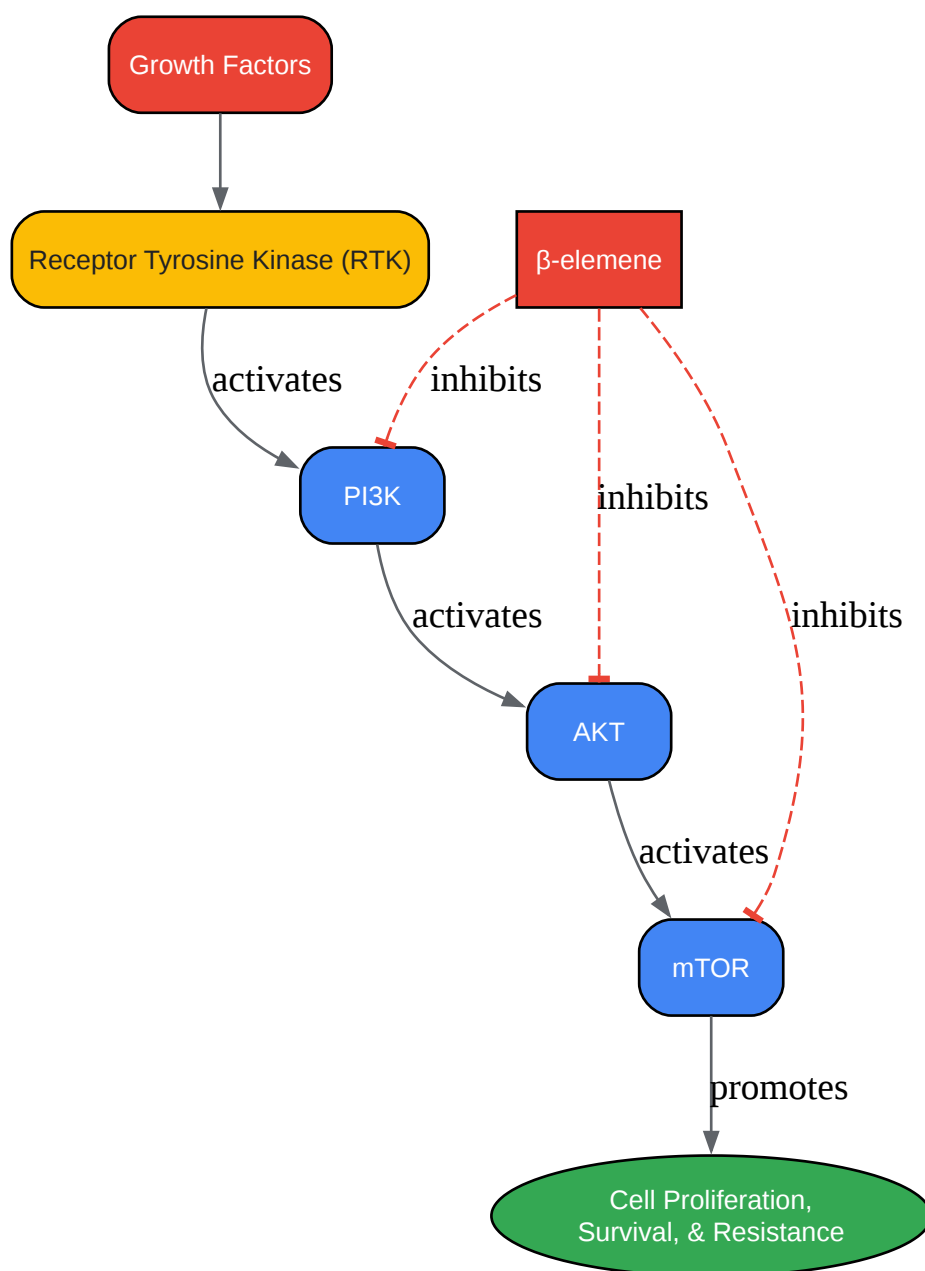 Growth Factors
Receptor Tyrosine Kinase (RTK)
β-elemene
activates
inhibits
PI3K
inhibits
activates
inhibits
AKT
activates
mTOR
promotes
Cell Proliferation,
Survival, & Resistance